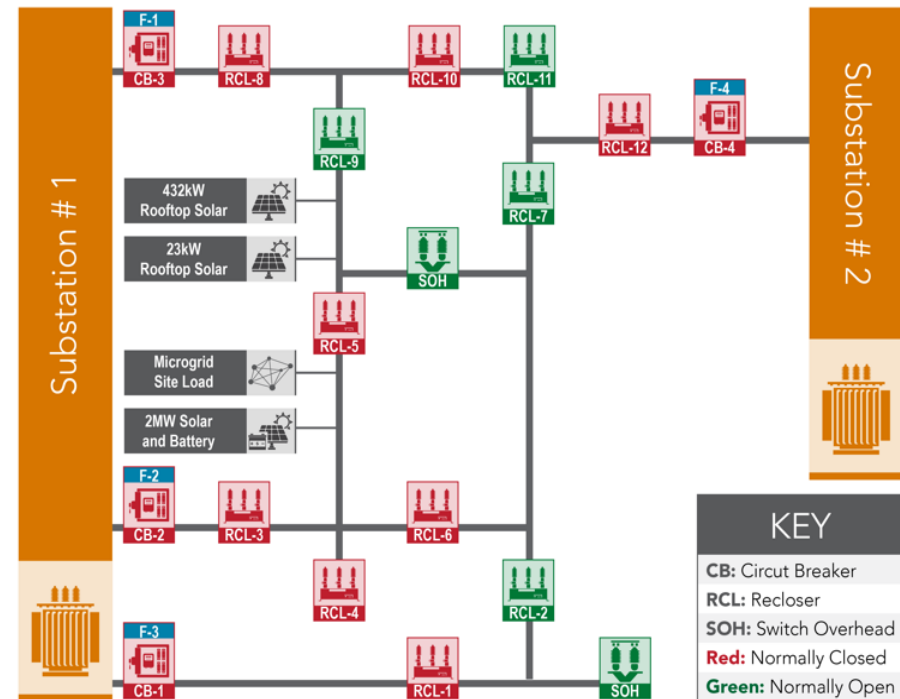 Substation # 1
F-1
CB-3
RCL-8
RCL-10
RCL-11
F-4
RCL-12
CB-4
Substation # 2
RCL-9
432kW
Rooftop Solar
RCL-7
23kW
Rooftop Solar
SOH
RCL-5
Microgrid
Site Load
2MW Solar
and Battery
F-2
CB-2
RCL-3
RCL-6
RCL-4
RCL-2
F-3
CB-1
RCL-1
SOH
KEY
CB: Circut Breaker
RCL: Recloser
SOH: Switch Overhead
Red: Normally Closed
Green: Normally Open